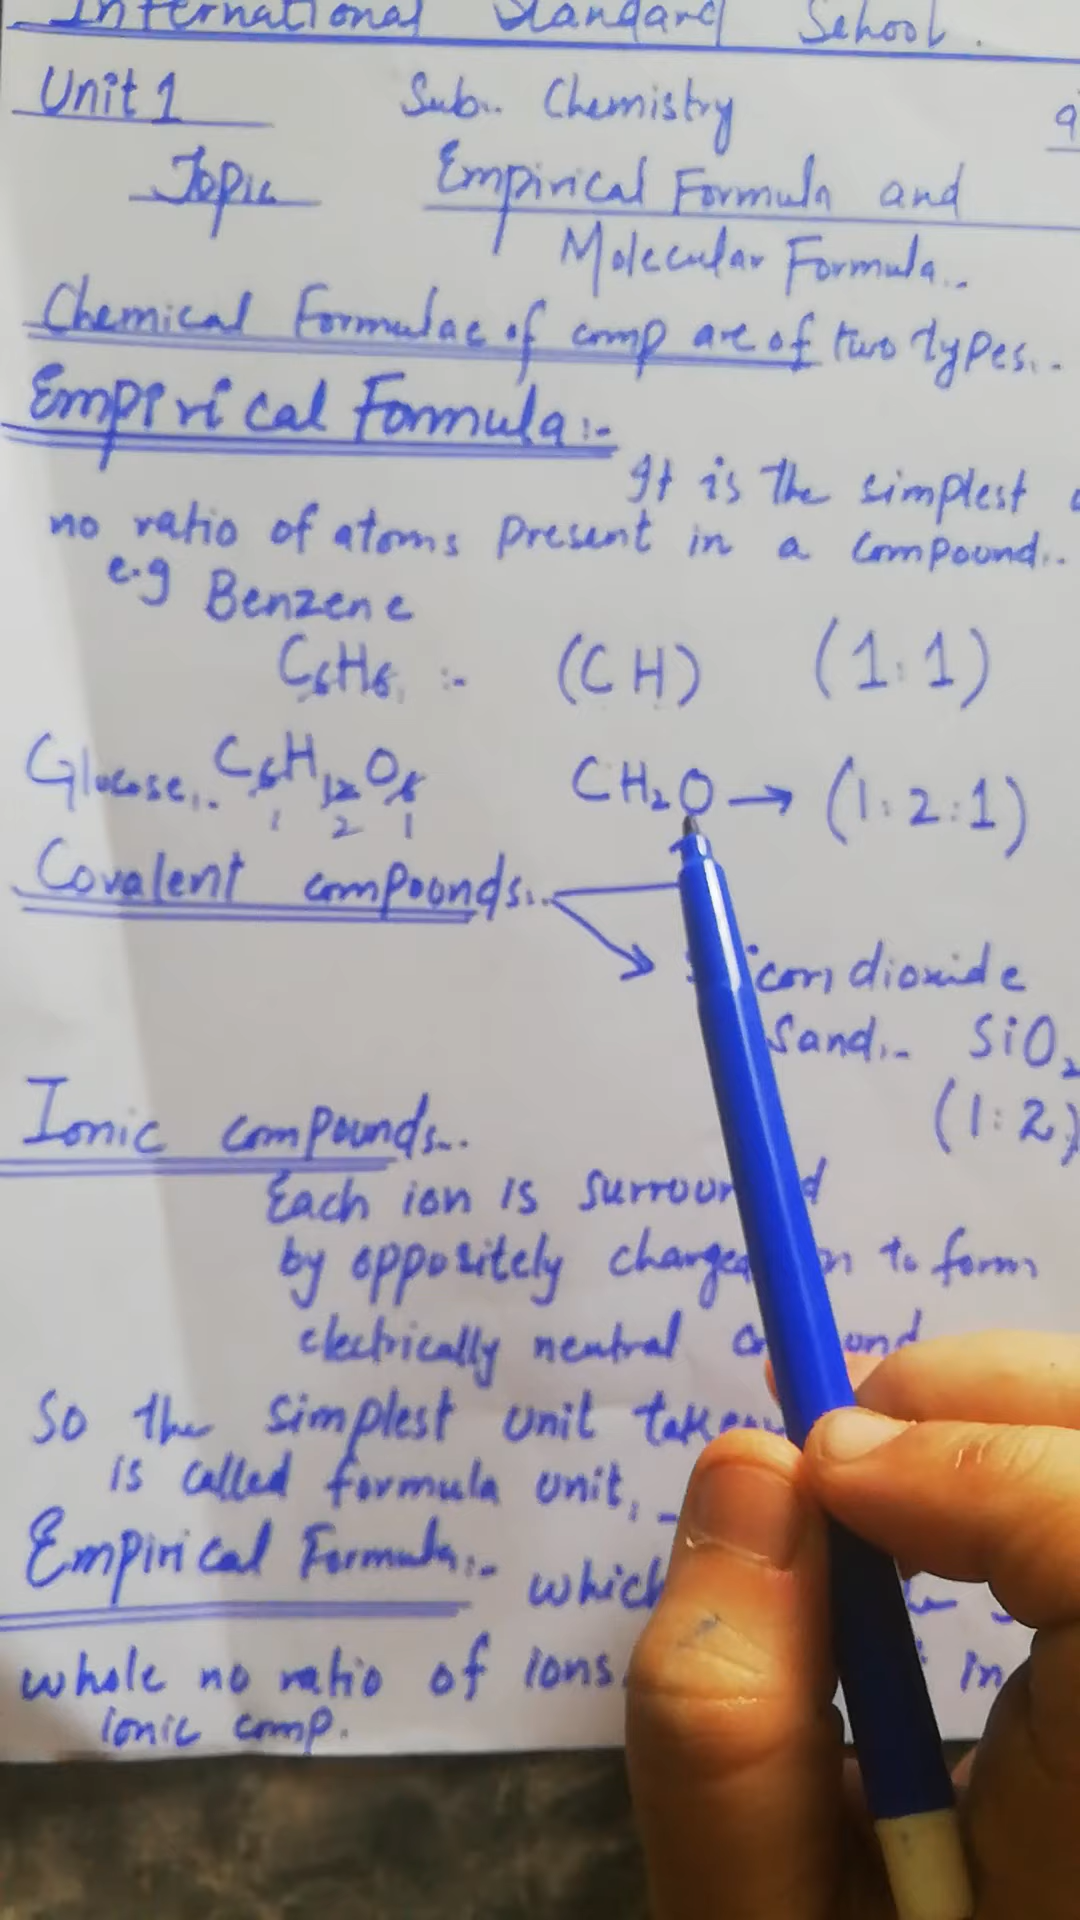 International Standard School.
Unit 1 Sub.. Chemistry 9
Topic Empirical Formula and
Molecular Formula..
Chemical Formulae of comp are of two types..
Empirical Formula:-
It is the simplest
no ratio of atoms present in a compound..
e.g Benzene
C₆H₆ :- (CH) (1:1)
Glucose.. C₆H₁₂O₆ CH₂O → (1:2:1)
1 2 1
Covalent compounds..
dioxide
Sand.- SiO₂
(1:2)
Ionic compounds..
Each ion is
by oppositely to form
electrically neutral
So the simplest unit
is called formula unit.
Empirical Formula:- which
whole no ratio of ions in
ionic comp.